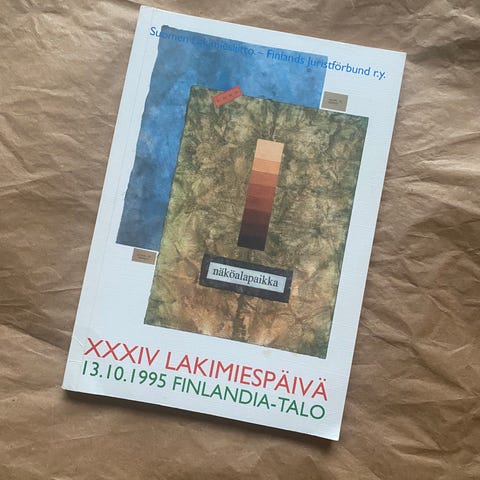 Suomen Lakimiesliitto – Finlands Juristförbund r.y.
näköalapaikka
XXXIV LAKIMIESPÄIVÄ
13.10.1995 FINLANDIA-TALO